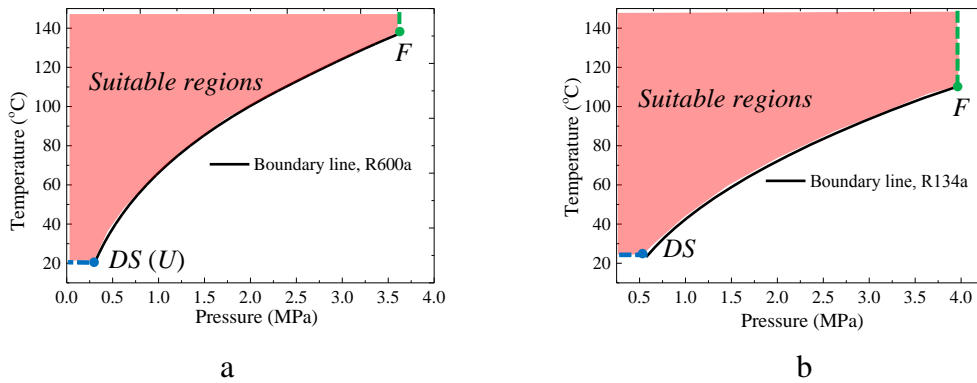 140
120
100
80
60
40
20
Temperature (°C)
Suitable regions
F
Boundary line, R600a
DS (U)
0.0 0.5 1.0 1.5 2.0 2.5 3.0 3.5 4.0
Pressure (MPa)
a
140
120
100
80
60
40
20
Temperature (°C)
Suitable regions
F
Boundary line, R134a
DS
0.5 1.0 1.5 2.0 2.5 3.0 3.5 4.0
Pressure (MPa)
b